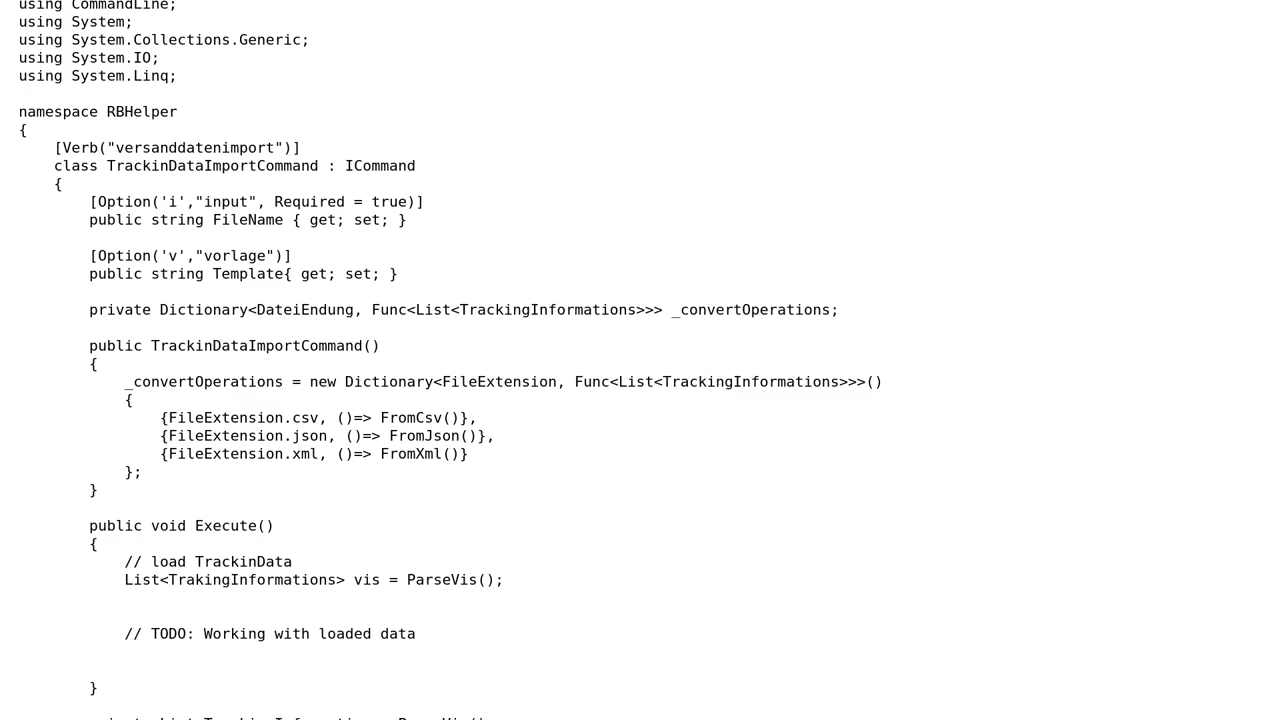 using CommandLine;
using System;
using System.Collections.Generic;
using System.IO;
using System.Linq;

namespace RBHelper
{
    [Verb("versanddatenimport")]
    class TrackinDataImportCommand : ICommand
    {
        [Option('i',"input", Required = true)]
        public string FileName { get; set; }

        [Option('v',"vorlage")]
        public string Template{ get; set; }

        private Dictionary<DateiEndung, Func<List<TrackingInformations>>> _convertOperations;

        public TrackinDataImportCommand()
        {
            _convertOperations = new Dictionary<FileExtension, Func<List<TrackingInformations>>>()
            {
                {FileExtension.csv, ()=> FromCsv()},
                {FileExtension.json, ()=> FromJson()},
                {FileExtension.xml, ()=> FromXml()}
            };
        }

        public void Execute()
        {
            // load TrackinData
            List<TrakingInformations> vis = ParseVis();


            // TODO: Working with loaded data


        }